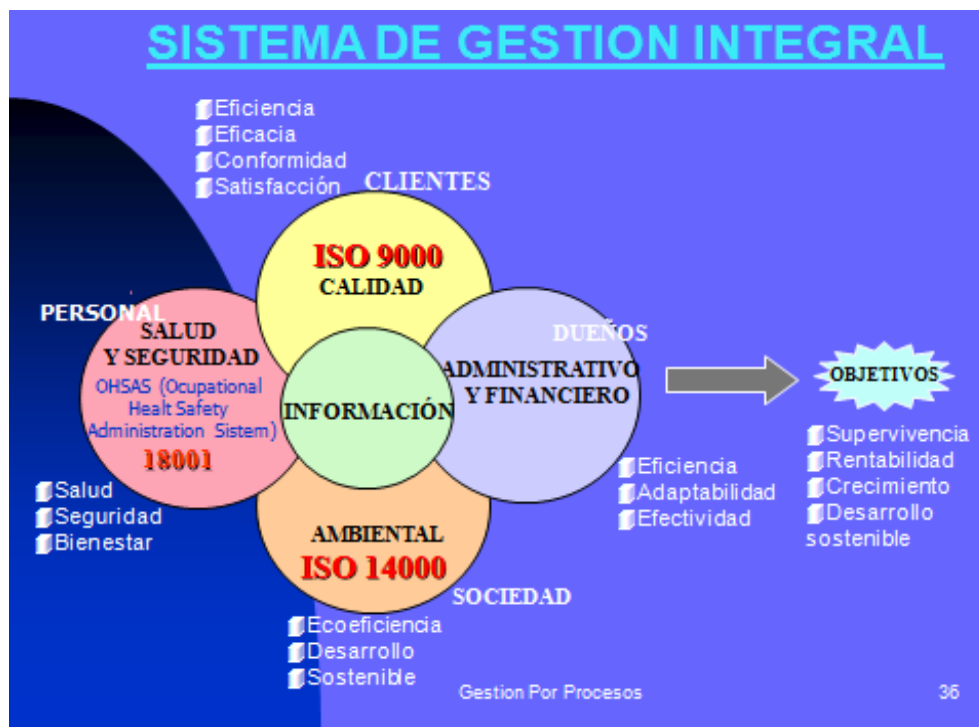 SISTEMA DE GESTION INTEGRAL
Eficiencia
Eficacia
Conformidad
Satisfacción
CLIENTES
ISO 9000
CALIDAD
PERSONAL
SALUD
Y SEGURIDAD
OHSAS (Ocupational
Healt Safety
Administration Sistem)
18001
Salud
Seguridad
Bienestar
INFORMACIÓN
DUEÑOS
ADMINISTRATIVO
Y FINANCIERO
Eficiencia
Adaptabilidad
Efectividad
OBJETIVOS
Supervivencia
Rentabilidad
Crecimiento
Desarrollo
sostenible
AMBIENTAL
ISO 14000
SOCIEDAD
Ecoeficiencia
Desarrollo
Sostenible
Gestion Por Procesos
36